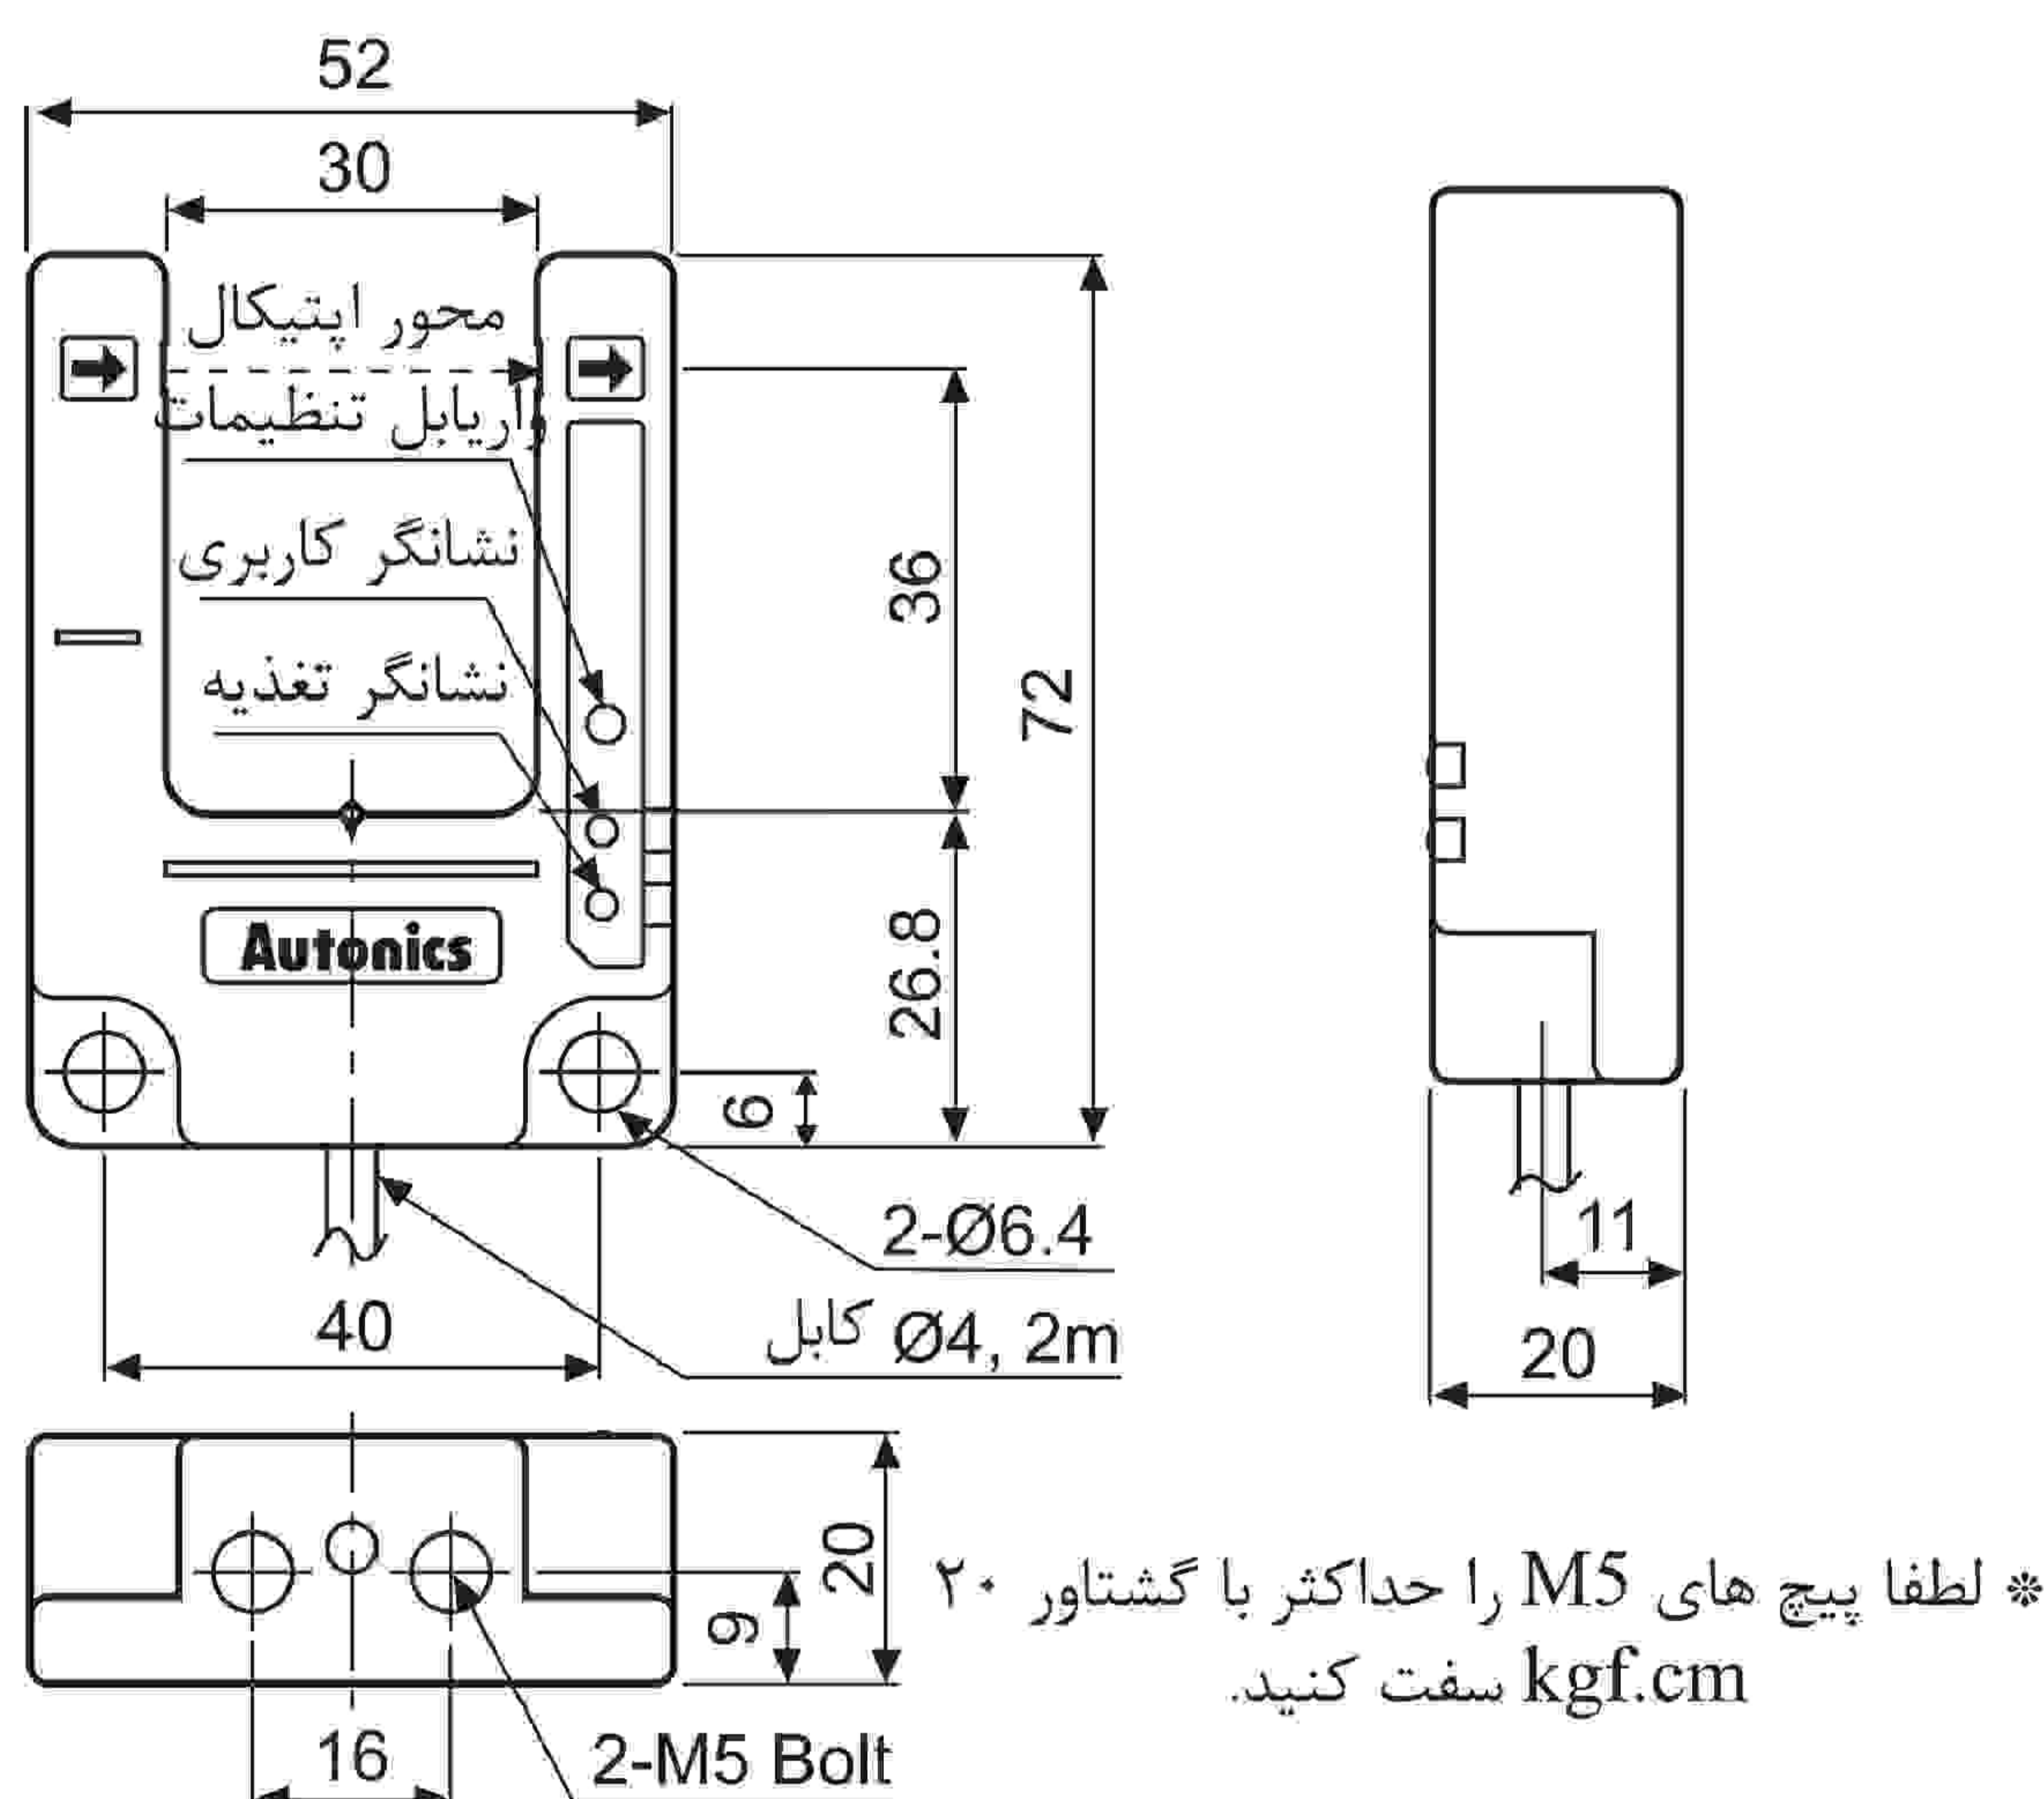 52
30
محور اپتیکال
واریابل تنظیمات
نشانگر کاربری
نشانگر تغذیه
36
72
26.8
Autonics
6
2-Ø6.4
کابل Ø4, 2m
40
11
20
20
9
16
2-M5 Bolt
* لطفا پیچ های M5 را حداکثر با گشتاور ۲۰
kgf.cm سفت کنید.